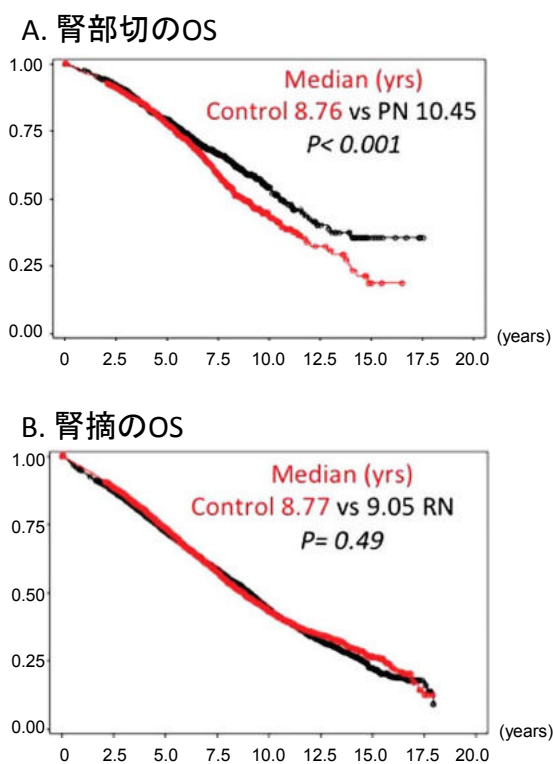 A. 腎部切のOS
Median (yrs)
Control 8.76 vs PN 10.45
P< 0.001
1.00
0.75
0.50
0.25
0.00
0 2.5 5.0 7.5 10.0 12.5 15.0 17.5 20.0 (years)
B. 腎摘のOS
Median (yrs)
Control 8.77 vs 9.05 RN
P= 0.49
1.00
0.75
0.50
0.25
0.00
0 2.5 5.0 7.5 10.0 12.5 15.0 17.5 20.0 (years)